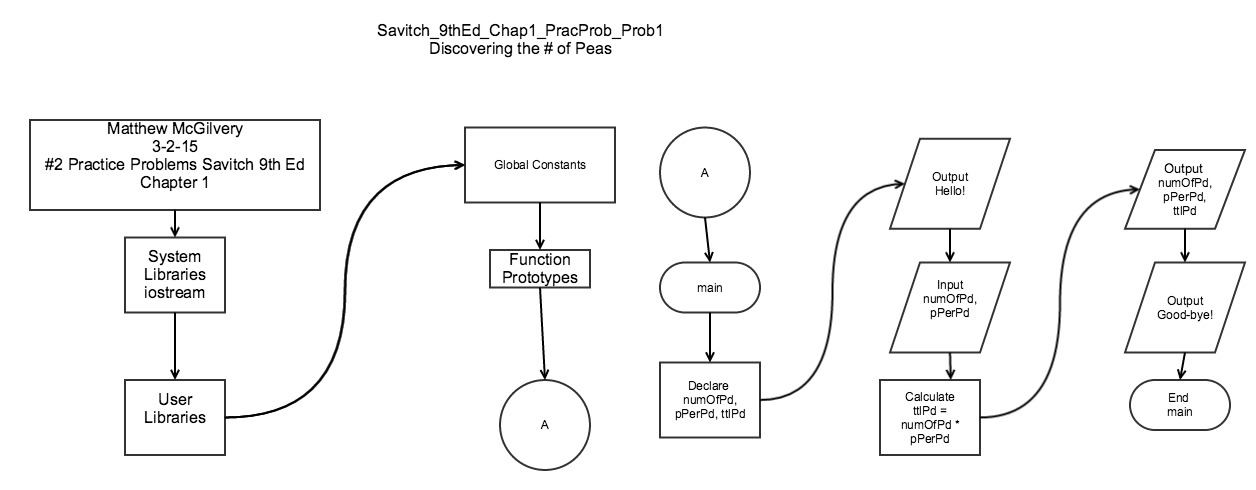 Savitch_9thEd_Chap1_PracProb_Prob1
Discovering the # of Peas
Matthew McGilvery
3-2-15
#2 Practice Problems Savitch 9th Ed
Chapter 1
System
Libraries
iostream
User
Libraries
Global Constants
Function
Prototypes
A
A
main
Declare
numOfPd,
pPerPd, ttlPd
Output
Hello!
Input
numOfPd,
pPerPd
Calculate
ttlPd =
numOfPd *
pPerPd
Output
numOfPd,
pPerPd,
ttlPd
Output
Good-bye!
End
main